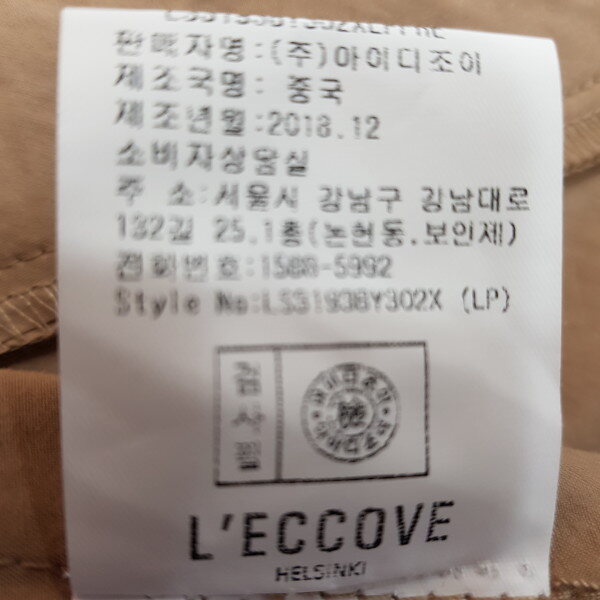 판매자명:(주)아이디조이
제조국명: 중국
제조년월:2018.12
소비자상담실
주 소:서울시 강남구 강남대로
132길 25,1층(논현동,보인제)
전화번호:1588-5992
Style No:LS31938Y302X (LP)
검사필
L'ECCOVE
HELSINKI